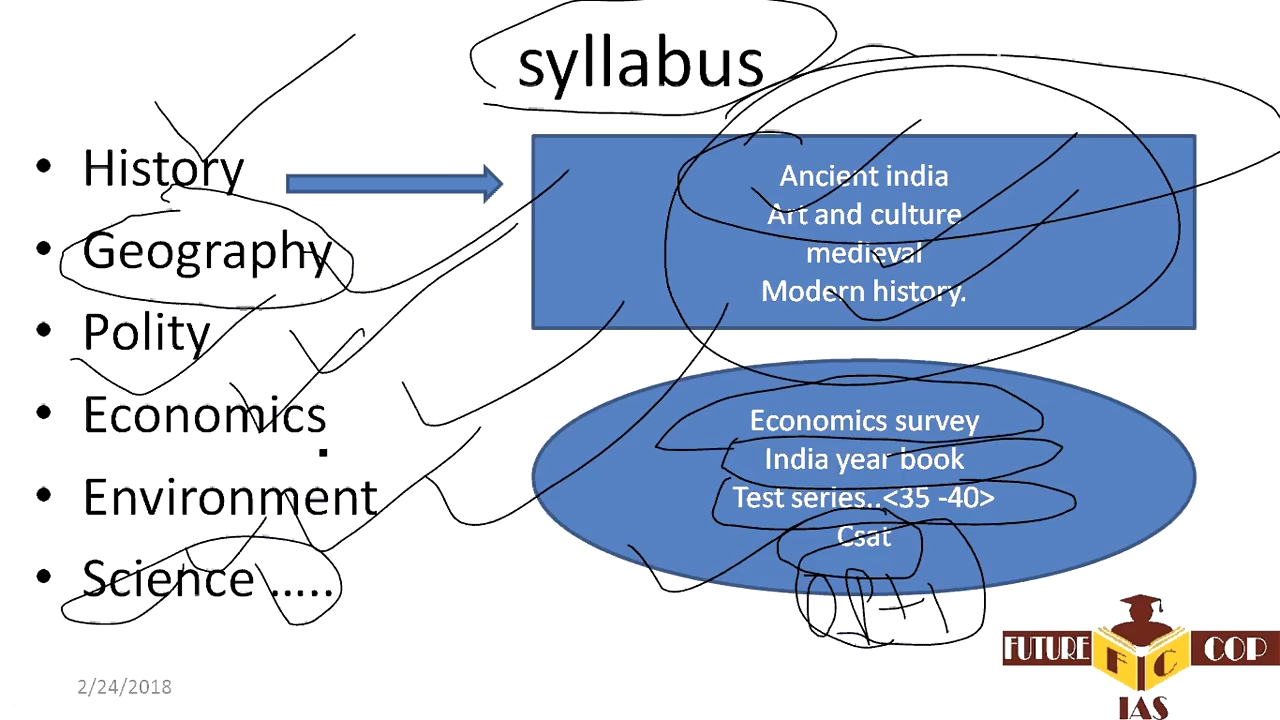 syllabus
• History
• Geography
• Polity
• Economics
• Environment
• Science .....
Ancient india
Art and culture
medieval
Modern history.
Economics survey
India year book
Test series..<35 -40>
Csat
2/24/2018
FUTURE F C COP
IAS